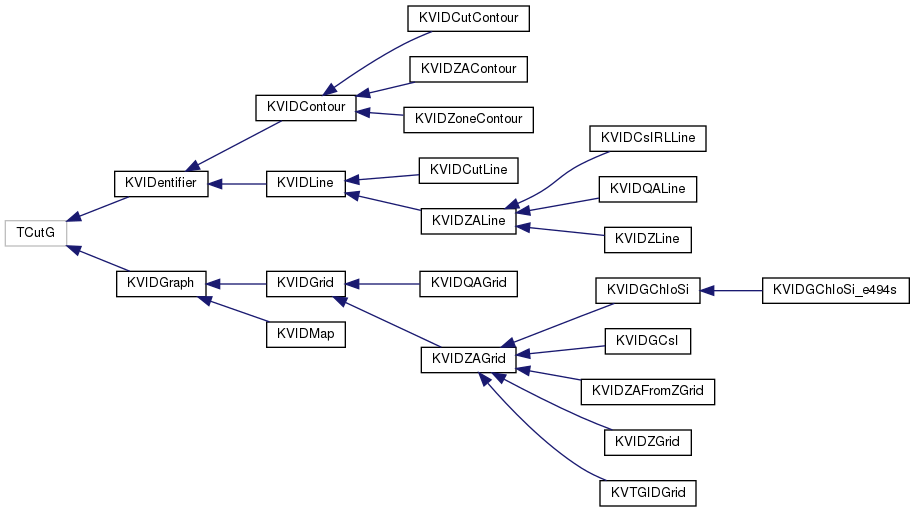 KVIDCutContour
KVIDZAContour
KVIDContour
KVIDZoneContour
KVIDCsIRLLine
KVIDCutLine
KVIDentifier
KVIDLine
KVIDQALine
KVIDZALine
TCutG
KVIDZLine
KVIDGraph
KVIDGrid
KVIDQAGrid
KVIDGChIoSi
KVIDGChIoSi_e494s
KVIDMap
KVIDGCsI
KVIDZAGrid
KVIDZAFromZGrid
KVIDZGrid
KVTGIDGrid